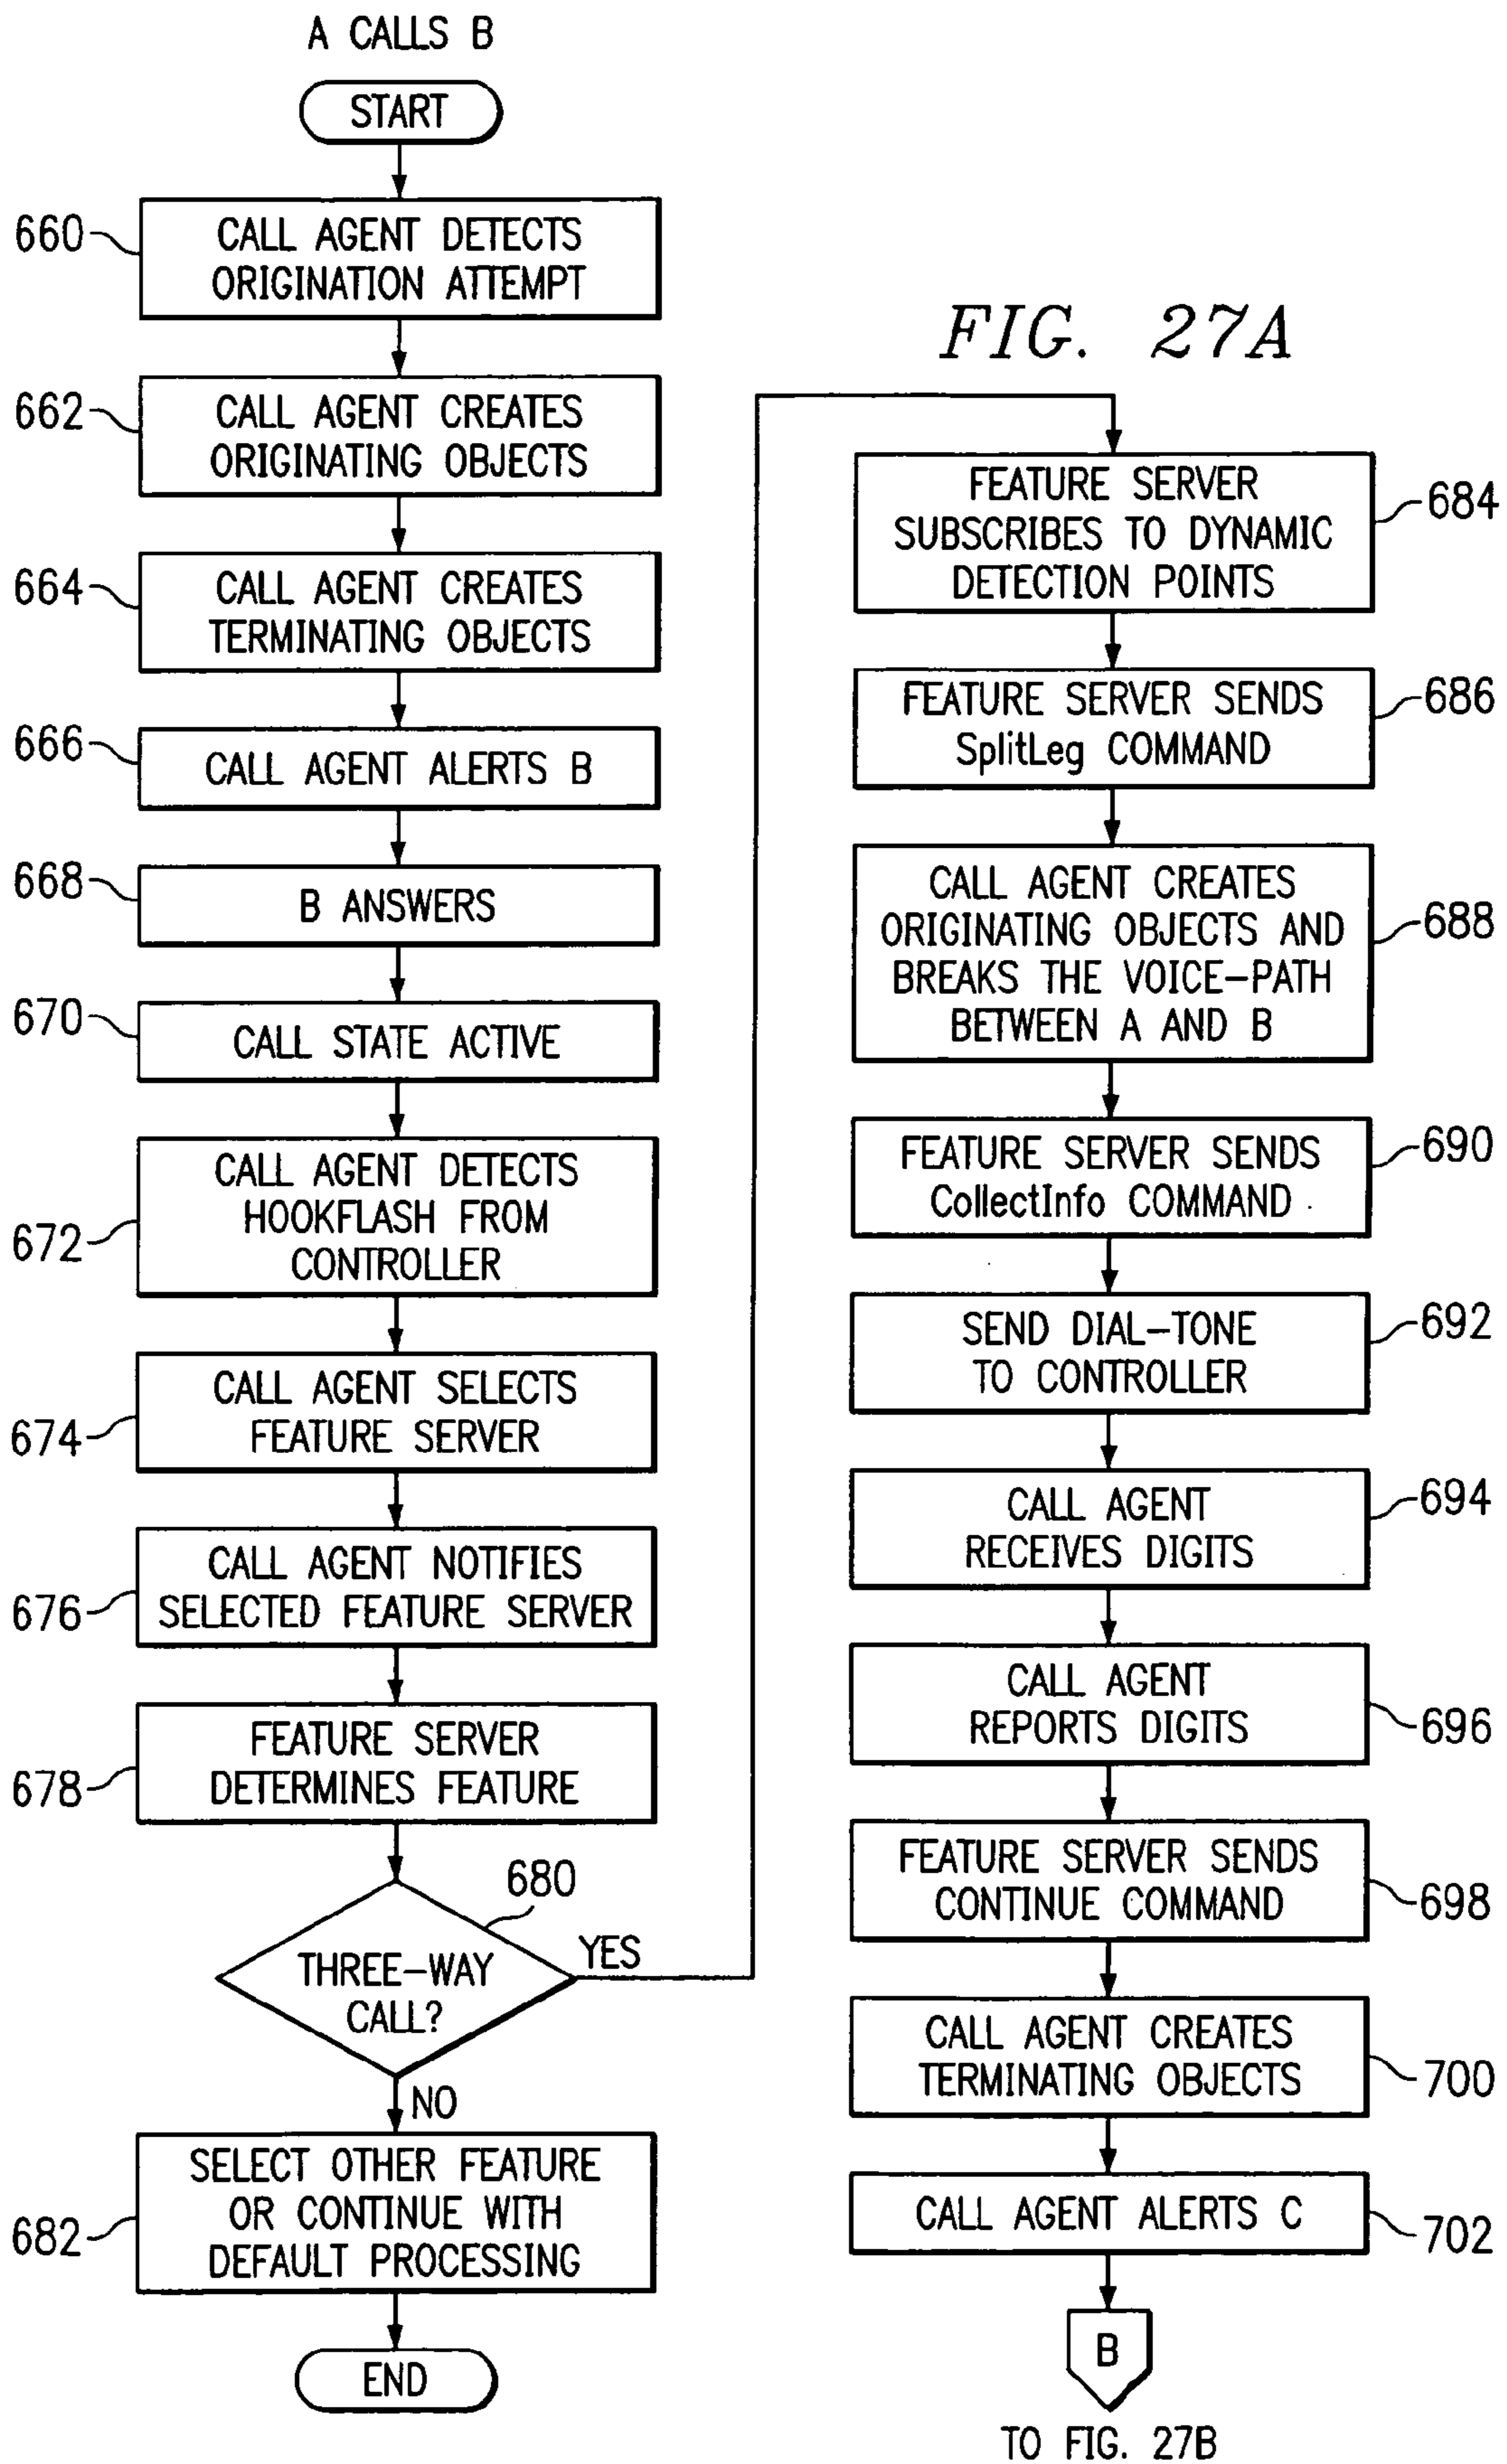 A CALLS B
START
660
CALL AGENT DETECTS
ORIGINATION ATTEMPT
662
CALL AGENT CREATES
ORIGINATING OBJECTS
664
CALL AGENT CREATES
TERMINATING OBJECTS
666
CALL AGENT ALERTS B
668
B ANSWERS
670
CALL STATE ACTIVE
672
CALL AGENT DETECTS
HOOKFLASH FROM
CONTROLLER
674
CALL AGENT SELECTS
FEATURE SERVER
676
CALL AGENT NOTIFIES
SELECTED FEATURE SERVER
678
FEATURE SERVER
DETERMINES FEATURE
680
THREE-WAY
CALL?
YES
NO
682
SELECT OTHER FEATURE
OR CONTINUE WITH
DEFAULT PROCESSING
END
FIG. 27A
FEATURE SERVER
SUBSCRIBES TO DYNAMIC
DETECTION POINTS
684
FEATURE SERVER SENDS
SplitLeg COMMAND
686
CALL AGENT CREATES
ORIGINATING OBJECTS AND
BREAKS THE VOICE-PATH
BETWEEN A AND B
688
FEATURE SERVER SENDS
CollectInfo COMMAND
690
SEND DIAL-TONE
TO CONTROLLER
692
CALL AGENT
RECEIVES DIGITS
694
CALL AGENT
REPORTS DIGITS
696
FEATURE SERVER SENDS
CONTINUE COMMAND
698
CALL AGENT CREATES
TERMINATING OBJECTS
700
CALL AGENT ALERTS C
702
B
TO FIG. 27B